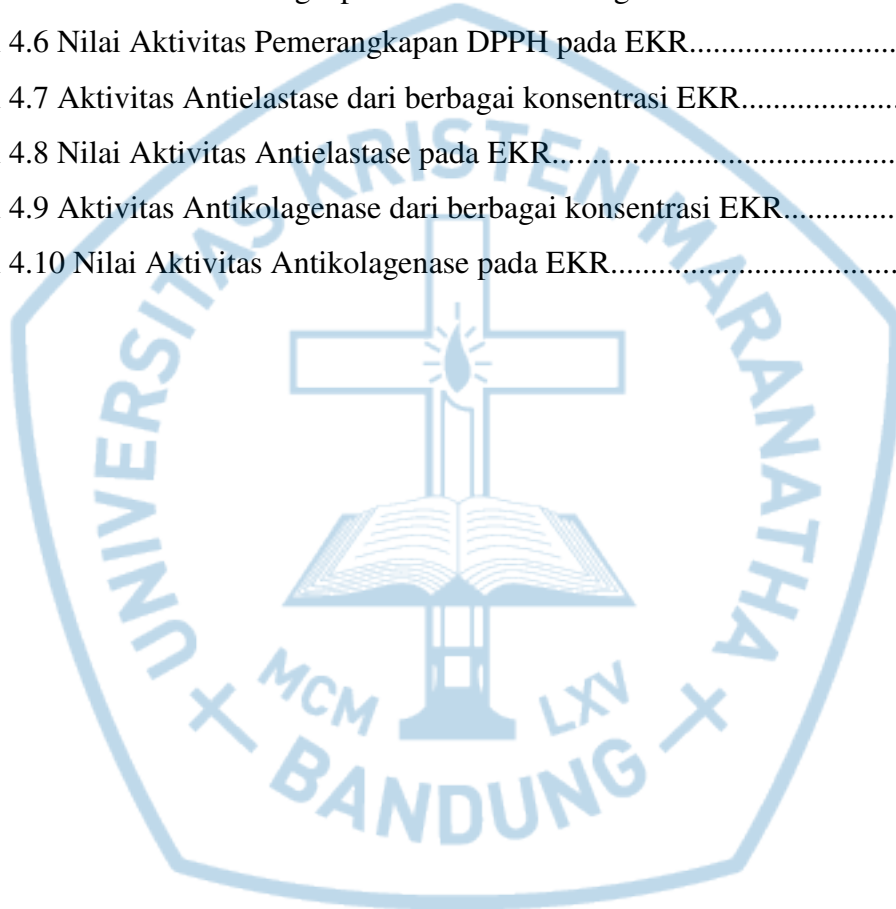 4.6 Nilai Aktivitas Pemerangkapan DPPH pada EKR..........................
4.7 Aktivitas Antielastase dari berbagai konsentrasi EKR....................
4.8 Nilai Aktivitas Antielastase pada EKR............................................
4.9 Aktivitas Antikolagenase dari berbagai konsentrasi EKR..............
4.10 Nilai Aktivitas Antikolagenase pada EKR....................................
UNIVERSITAS KRISTEN MARANATHA
MCM LXV
BANDUNG